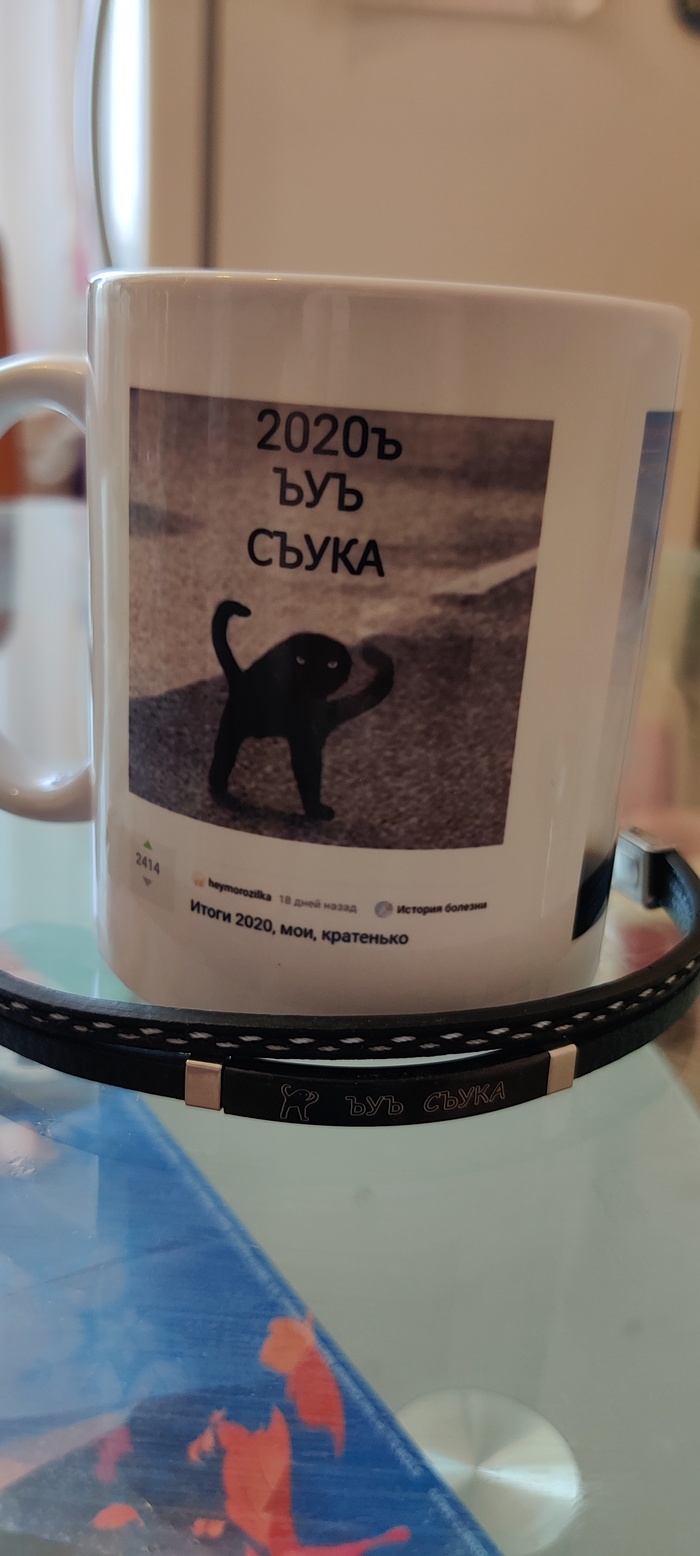 2020ъ
ЪУЪ
СЪУКА
2414
heymorozilka 18 дней назад История болезни
Итоги 2020, мои, кратенько
ЪУЪ СЪУКА